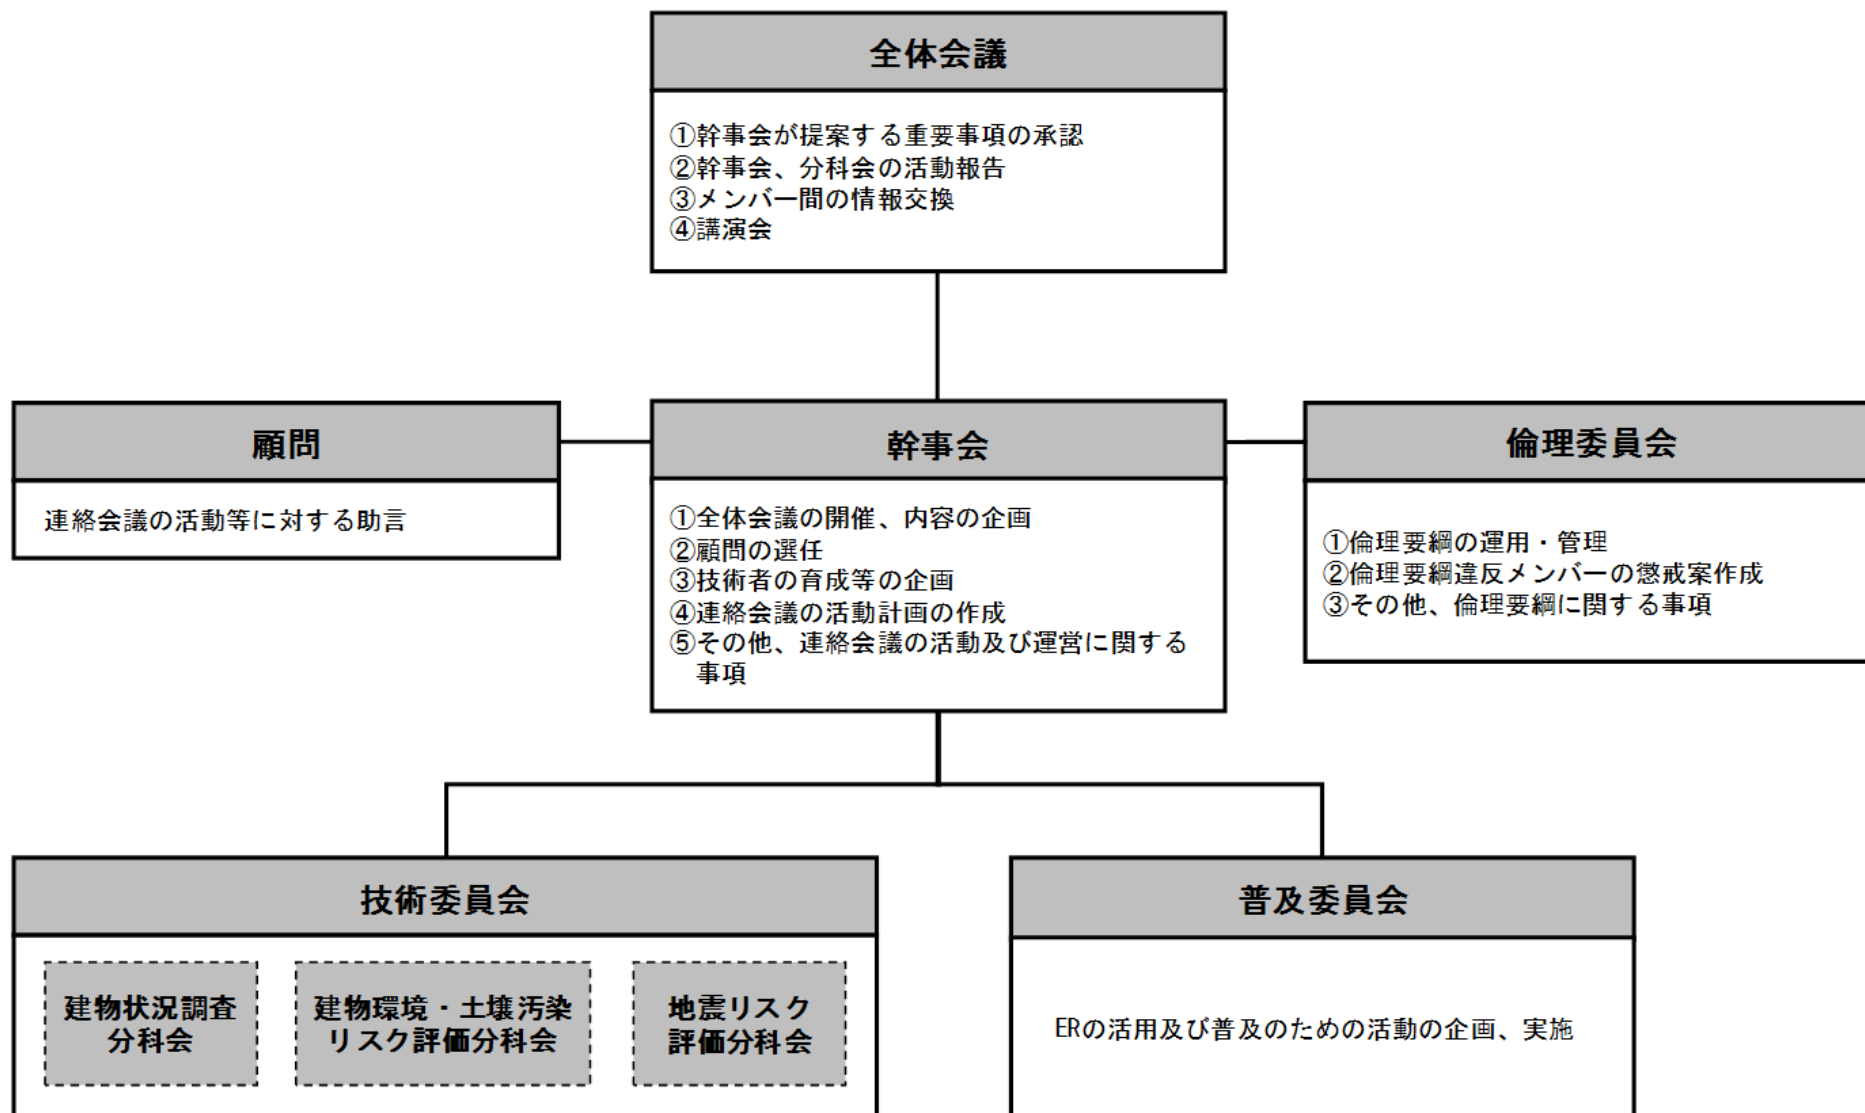 全体会議
①幹事会が提案する重要事項の承認
②幹事会、分科会の活動報告
③メンバー間の情報交換
④講演会
顧問
連絡会議の活動等に対する助言
幹事会
①全体会議の開催、内容の企画
②顧問の選任
③技術者の育成等の企画
④連絡会議の活動計画の作成
⑤その他、連絡会議の活動及び運営に関する
事項
倫理委員会
①倫理要綱の運用・管理
②倫理要綱違反メンバーの懲戒案作成
③その他、倫理要綱に関する事項
技術委員会
建物状況調査
分科会
建物環境・土壌汚染
リスク評価分科会
地震リスク
評価分科会
普及委員会
ERの活用及び普及のための活動の企画、実施